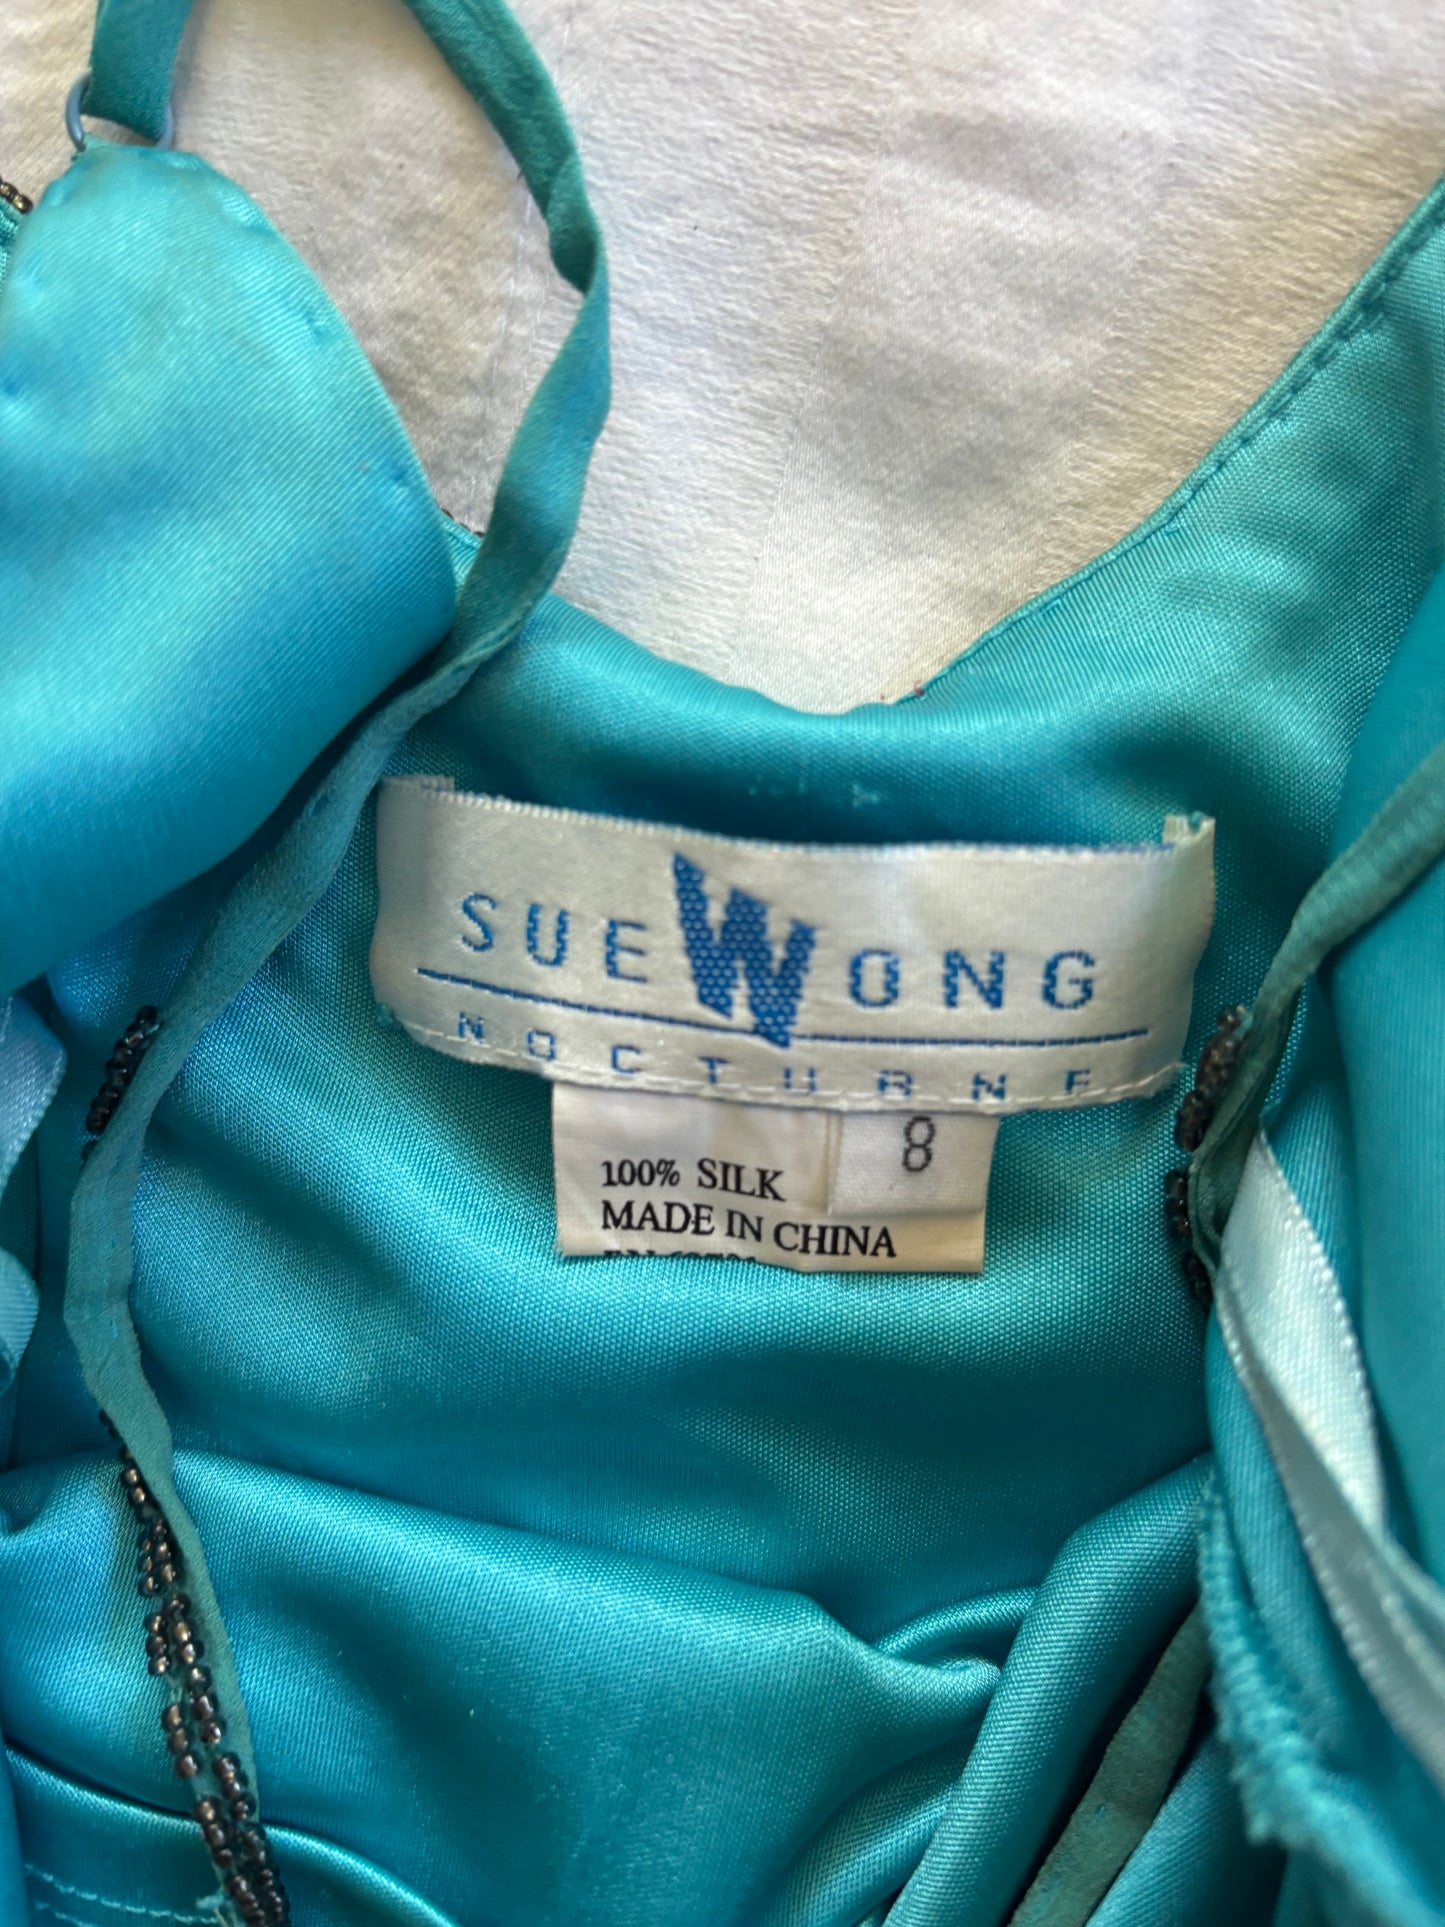 SUE WONG
NOCTURNE
8
100% SILK
MADE IN CHINA